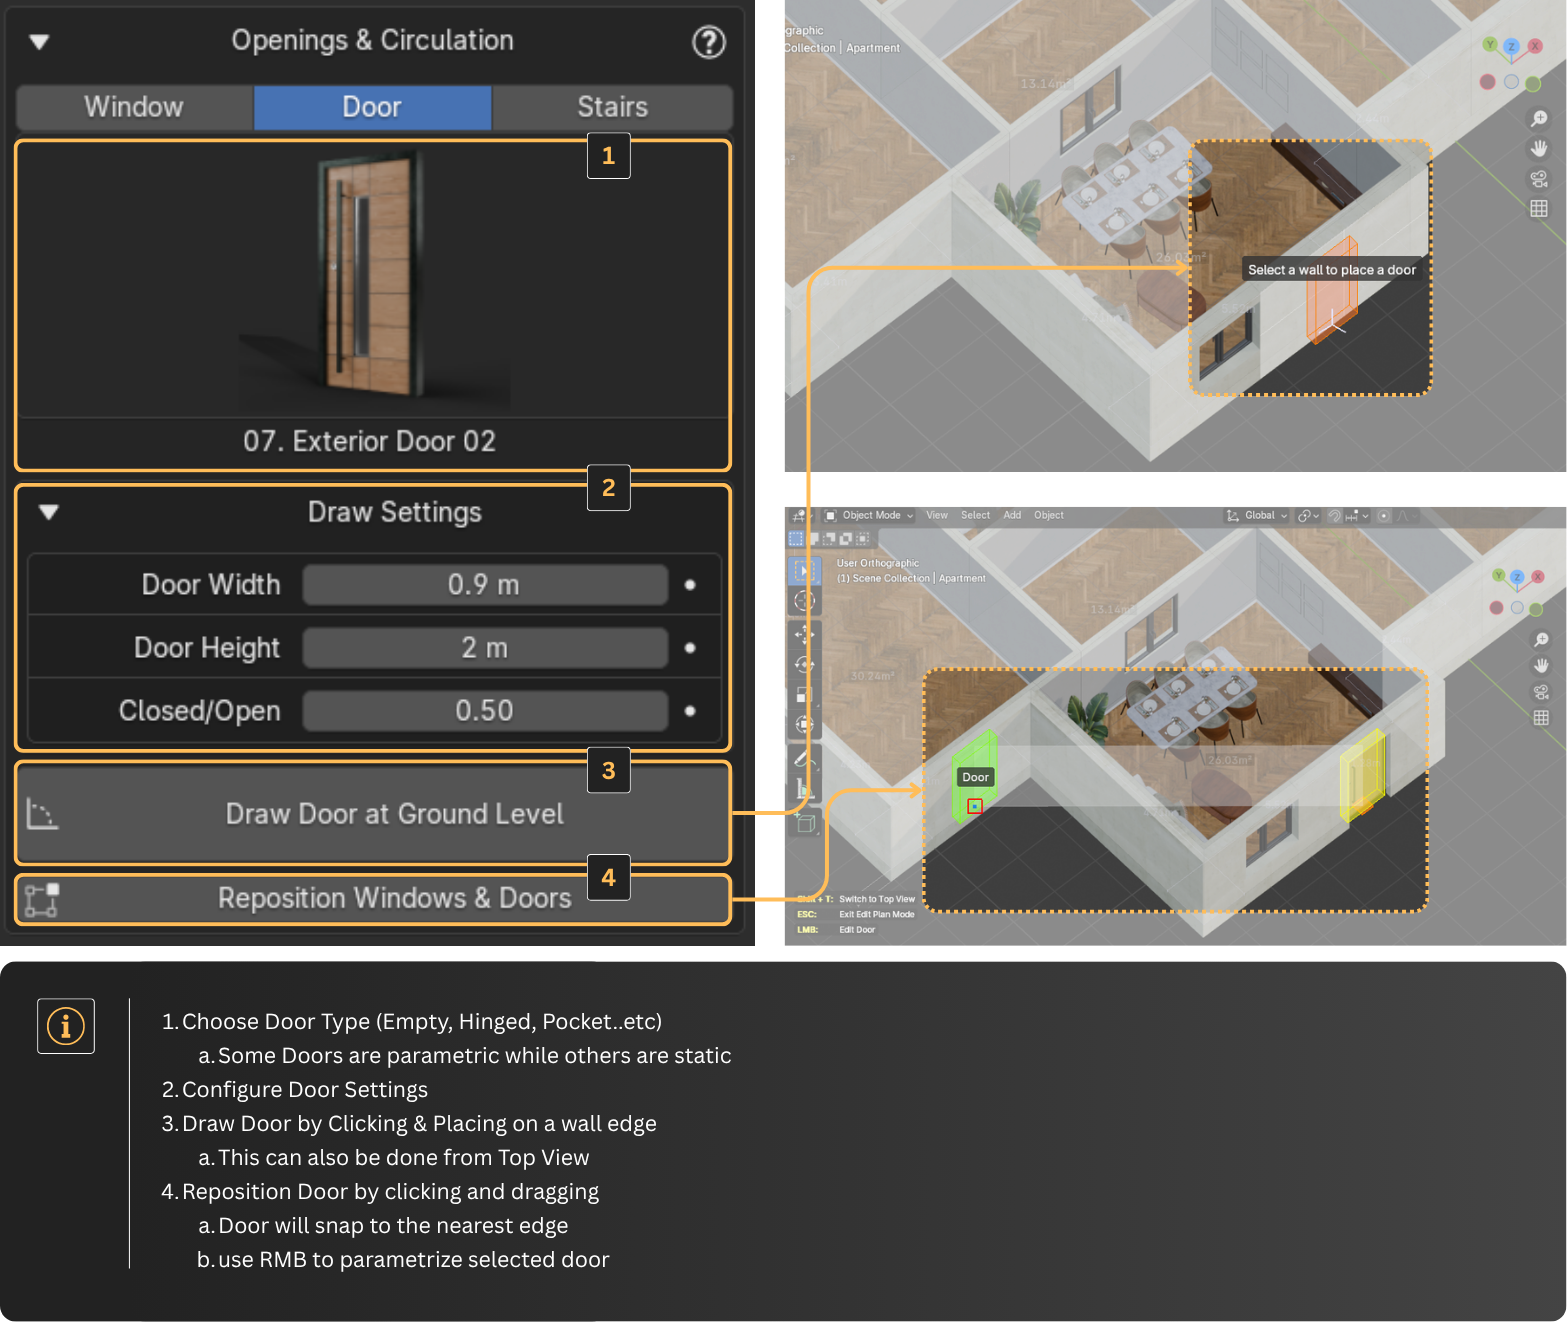 Openings & Circulation
Window
Door
Stairs
1
07. Exterior Door 02
2
Draw Settings
Door Width 0.9 m
Door Height 2 m
Closed/Open 0.50
3
Draw Door at Ground Level
4
Reposition Windows & Doors
graphic
Collection | Apartment
13.14m²
Y Z X
Select a wall to place a door
Object Mode View Select Add Object
Global
User Orthographic
(1) Scene Collection | Apartment
Y Z X
13.14m²
30.24m²
26.03m²
Door
Shift + T: Switch to Top View
ESC: Exit Edit Plan Mode
LMB: Edit Door
1. Choose Door Type (Empty, Hinged, Pocket..etc)
a. Some Doors are parametric while others are static
2. Configure Door Settings
3. Draw Door by Clicking & Placing on a wall edge
a. This can also be done from Top View
4. Reposition Door by clicking and dragging
a. Door will snap to the nearest edge
b. use RMB to parametrize selected door